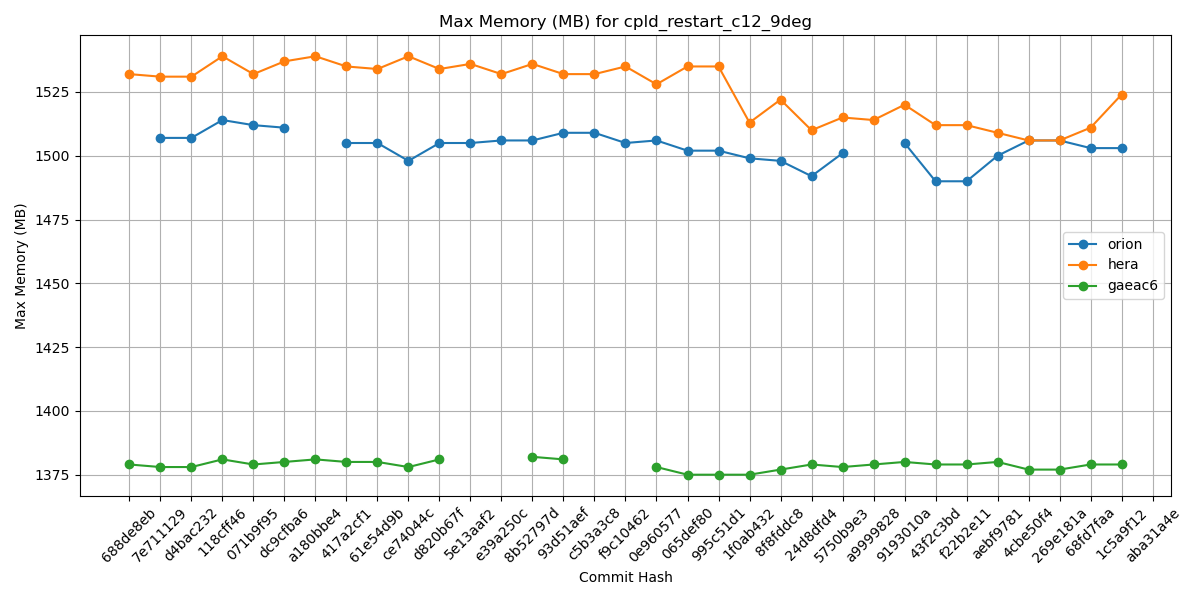 Max Memory (MB) for cpld_restart_c12_9deg
Max Memory (MB)
1525
1500
1475
1450
1425
1400
1375
orion
hera
gaeac6
688de8eb
7e711129
d4bac232
118cff46
071b9f95
dc9cfba6
a180bbe4
417a2cf1
61e54d9b
ce74044c
d820b67f
5e13aaf2
e39a250c
8b52797d
93d51aef
c5b3a3c8
f9c10462
0e960577
065def80
995c51d1
1f0ab432
8f8fddc8
24d8dfd4
5750b9e3
a9999828
9193010a
43f2c3bd
f22b2e11
aebf9781
4cbe50f4
269e181a
68fd7faa
1c5a9f12
aba31a4e
Commit Hash